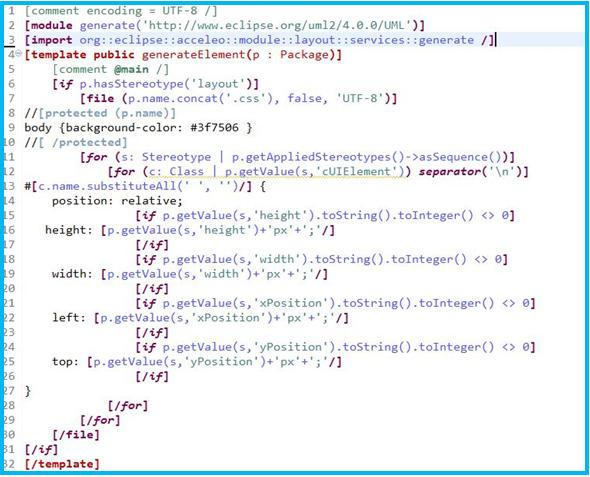 1 [comment encoding = UTF-8 /]
2 [module generate('http://www.eclipse.org/uml2/4.0.0/UML')]
3 [import org::eclipse::acceleo::module::layout::services::generate /]
4 [template public generateElement(p : Package)]
5 [comment @main /]
6 [if p.hasStereotype('layout')]
7 [file (p.name.concat('.css'), false, 'UTF-8')]
8 //[protected (p.name)]
9 body {background-color: #3f7506 }
10 //[ /protected]
11 [for (s: Stereotype | p.getAppliedStereotypes()->asSequence())]
12 [for (c: Class | p.getValue(s,'cUIElement')) separator('\n')]
13 #[c.name.substituteAll(' ', '')/] {
14 position: relative;
15 [if p.getValue(s,'height').toString().toInteger() <> 0]
16 height: [p.getValue(s,'height')+'px'+';'/]
17 [/if]
18 [if p.getValue(s,'width').toString().toInteger() <> 0]
19 width: [p.getValue(s,'width')+'px'+';'/]
20 [/if]
21 [if p.getValue(s,'xPosition').toString().toInteger() <> 0]
22 left: [p.getValue(s,'xPosition')+'px'+';'/]
23 [/if]
24 [if p.getValue(s,'yPosition').toString().toInteger() <> 0]
25 top: [p.getValue(s,'yPosition')+'px'+';'/]
26 [/if]
27 }
28 [/for]
29 [/for]
30 [/file]
31 [/if]
32 [/template]